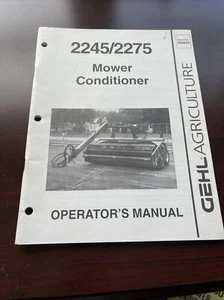 2245/2275
Mower
Conditioner
OPERATOR'S MANUAL
GEHL AGRICULTURE